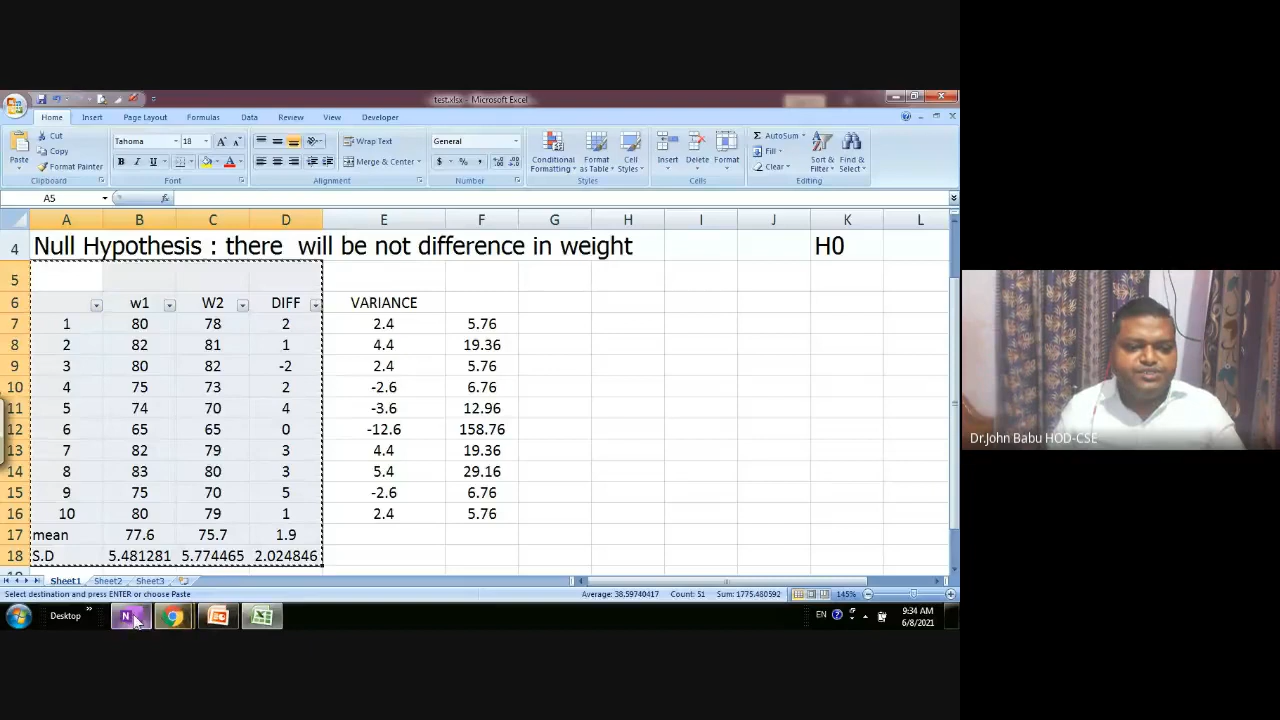 test.xlsx - Microsoft Excel
Home Insert Page Layout Formulas Data Review View Developer
Paste Cut Copy Format Painter Clipboard
Tahoma 18 A A B I U A Font
Wrap Text Merge & Center Alignment
General $ % , Number
Conditional Formatting Format as Table Cell Styles Styles
Insert Delete Format Cells
AutoSum Fill Clear Sort & Filter Find & Select Editing
A5 fx
A B C D E F G H I J K L
4 Null Hypothesis : there will be not difference in weight H0
5
6 w1 W2 DIFF VARIANCE
7 1 80 78 2 2.4 5.76
8 2 82 81 1 4.4 19.36
9 3 80 82 -2 2.4 5.76
10 4 75 73 2 -2.6 6.76
11 5 74 70 4 -3.6 12.96
12 6 65 65 0 -12.6 158.76
13 7 82 79 3 4.4 19.36
14 8 83 80 3 5.4 29.16
15 9 75 70 5 -2.6 6.76
16 10 80 79 1 2.4 5.76
17 mean 77.6 75.7 1.9
18 S.D 5.481281 5.774465 2.024846
Sheet1 Sheet2 Sheet3
Select destination and press ENTER or choose Paste Average: 38.59740417 Count: 51 Sum: 1775.480592 145%
Desktop EN 9:34 AM
6/8/2021
Dr.John Babu HOD-CSE